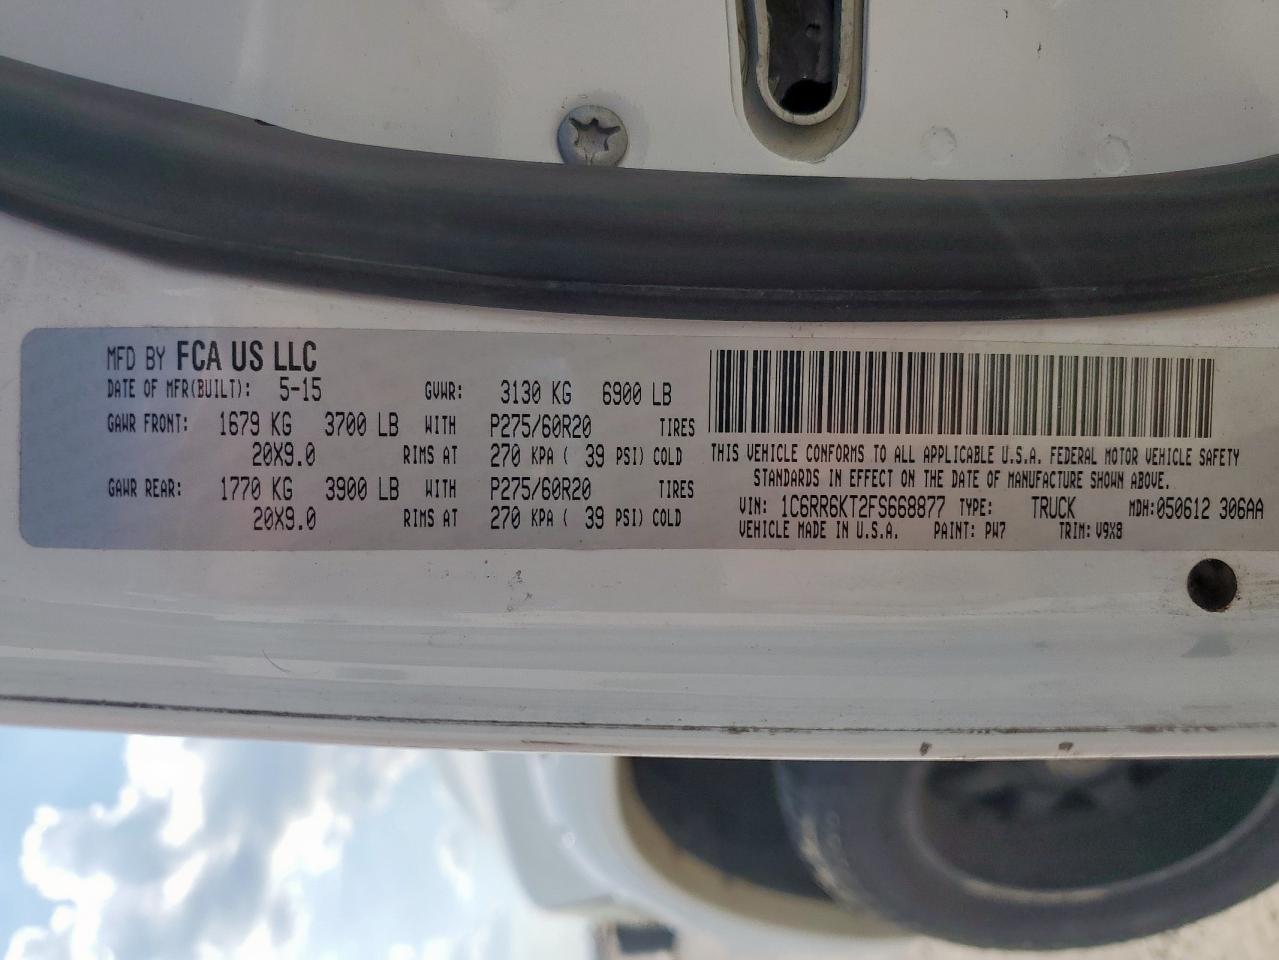 MFD BY FCA US LLC
DATE OF MFR(BUILT): 5-15 GVWR: 3130 KG 6900 LB
GAWR FRONT: 1679 KG 3700 LB WITH P275/60R20 TIRES
20X9.0 RIMS AT 270 KPA ( 39 PSI) COLD
GAWR REAR: 1770 KG 3900 LB WITH P275/60R20 TIRES
20X9.0 RIMS AT 270 KPA ( 39 PSI) COLD
THIS VEHICLE CONFORMS TO ALL APPLICABLE U.S.A. FEDERAL MOTOR VEHICLE SAFETY
STANDARDS IN EFFECT ON THE DATE OF MANUFACTURE SHOWN ABOVE.
VIN: 1C6RR6KT2FS668877 TYPE: TRUCK MDH:050612 306AA
VEHICLE MADE IN U.S.A. PAINT: PW7 TRIM: V9X8